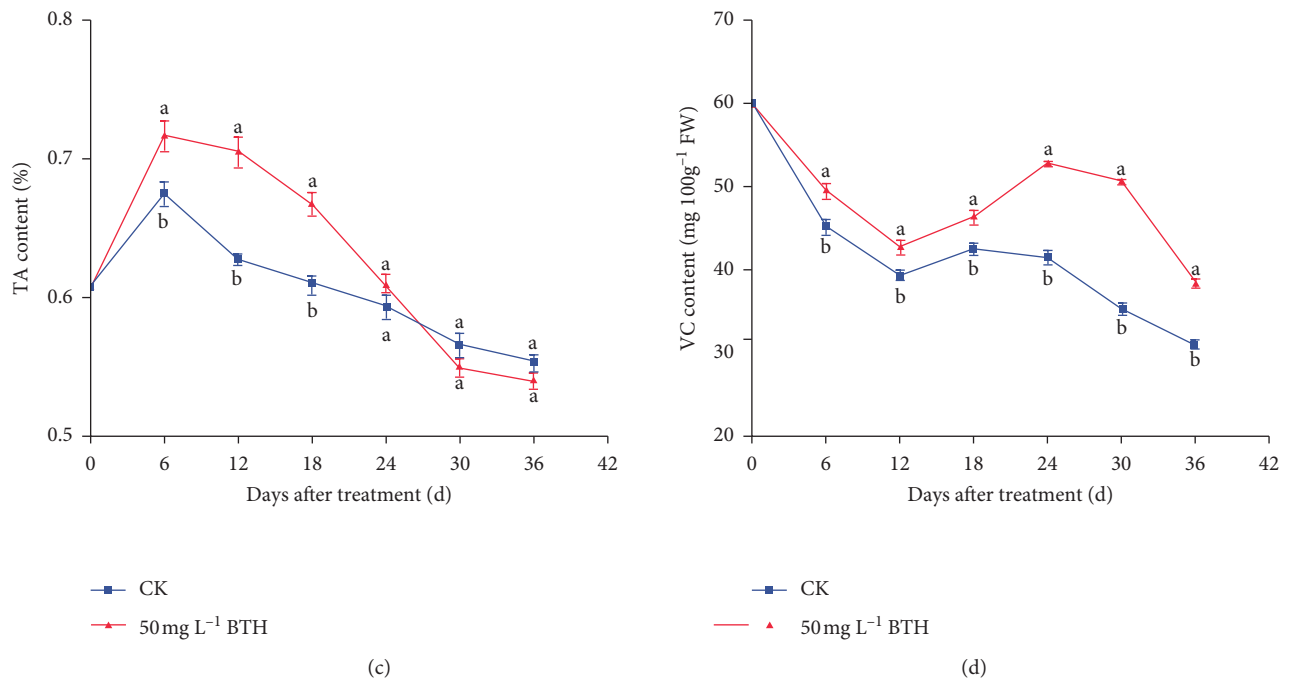 0.8
0.7
0.6
0.5
TA content (%)
a
a
a
a
a
a
b
b
b
a
a
a
0 6 12 18 24 30 36 42
Days after treatment (d)
CK
50 mg L⁻¹ BTH
(c)
70
60
50
40
30
20
VC content (mg 100g⁻¹ FW)
a
a
a
a
a
a
b
b
b
b
b
b
0 6 12 18 24 30 36 42
Days after treatment (d)
CK
50 mg L⁻¹ BTH
(d)